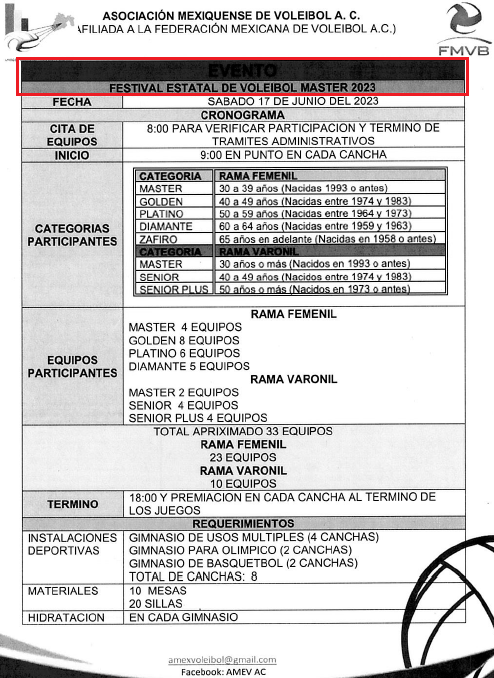 ASOCIACIÓN MEXIQUENSE DE VOLEIBOL A. C.
AFILIADA A LA FEDERACIÓN MEXICANA DE VOLEIBOL A.C.)
FMVB
EVENTO
FESTIVAL ESTATAL DE VOLEIBOL MASTER 2023
FECHA SABADO 17 DE JUNIO DEL 2023
CRONOGRAMA
CITA DE EQUIPOS 8:00 PARA VERIFICAR PARTICIPACION Y TERMINO DE
TRAMITES ADMINISTRATIVOS
INICIO 9:00 EN PUNTO EN CADA CANCHA
CATEGORIAS
PARTICIPANTES
CATEGORIA RAMA FEMENIL
MASTER 30 a 39 años (Nacidas 1993 o antes)
GOLDEN 40 a 49 años (Nacidas entre 1974 y 1983)
PLATINO 50 a 59 años (Nacidas entre 1964 y 1973)
DIAMANTE 60 a 64 años (Nacidas entre 1959 y 1963)
ZAFIRO 65 años en adelante (Nacidas en 1958 o antes)
CATEGORIA RAMA VARONIL
MASTER 30 años o más (Nacidos en 1993 o antes)
SENIOR 40 a 49 años (Nacidos entre 1974 y 1983)
SENIOR PLUS 50 años o más (Nacidos en 1973 o antes)
EQUIPOS
PARTICIPANTES
RAMA FEMENIL
MASTER 4 EQUIPOS
GOLDEN 8 EQUIPOS
PLATINO 6 EQUIPOS
DIAMANTE 5 EQUIPOS
RAMA VARONIL
MASTER 2 EQUIPOS
SENIOR 4 EQUIPOS
SENIOR PLUS 4 EQUIPOS
TOTAL APRIXIMADO 33 EQUIPOS
RAMA FEMENIL
23 EQUIPOS
RAMA VARONIL
10 EQUIPOS
TERMINO 18:00 Y PREMIACION EN CADA CANCHA AL TERMINO DE
LOS JUEGOS
REQUERIMIENTOS
INSTALACIONES
DEPORTIVAS
GIMNASIO DE USOS MULTIPLES (4 CANCHAS)
GIMNASIO PARA OLIMPICO (2 CANCHAS)
GIMNASIO DE BASQUETBOL (2 CANCHAS)
TOTAL DE CANCHAS: 8
MATERIALES 10 MESAS
20 SILLAS
HIDRATACION EN CADA GIMNASIO
amexvoleibol@gmail.com
Facebook: AMEV AC